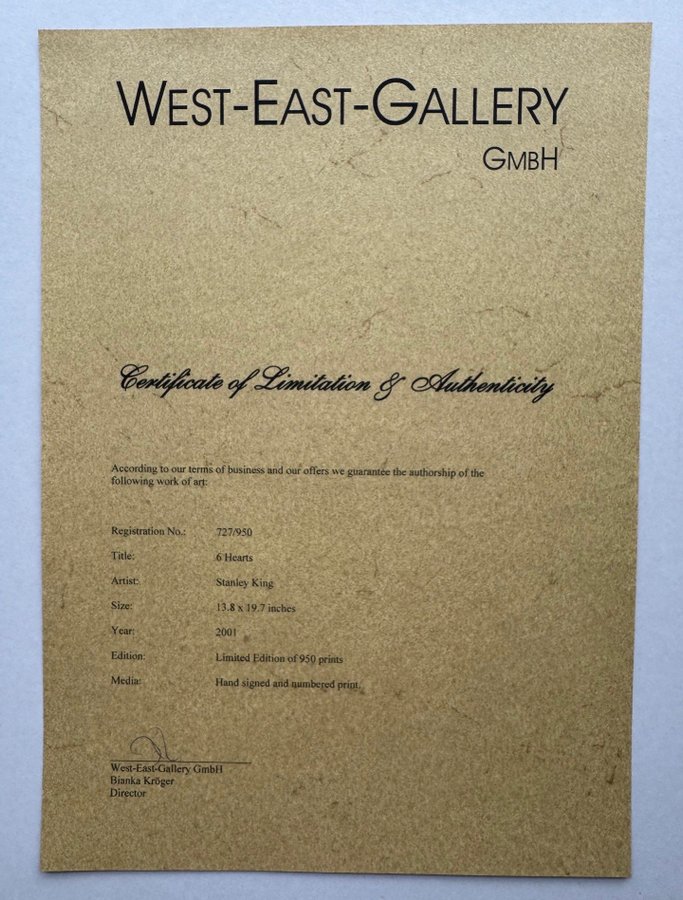 WEST-EAST-GALLERY
GMBH
Certificate of Limitation & Authenticity
According to our terms of business and our offers we guarantee the authorship of the
following work of art:
Registration No.: 727/950
Title: 6 Hearts
Artist: Stanley King
Size: 13.8 x 19.7 inches
Year: 2001
Edition: Limited Edition of 950 prints
Media: Hand signed and numbered print.
West-East-Gallery GmbH
Bianka Kröger
Director